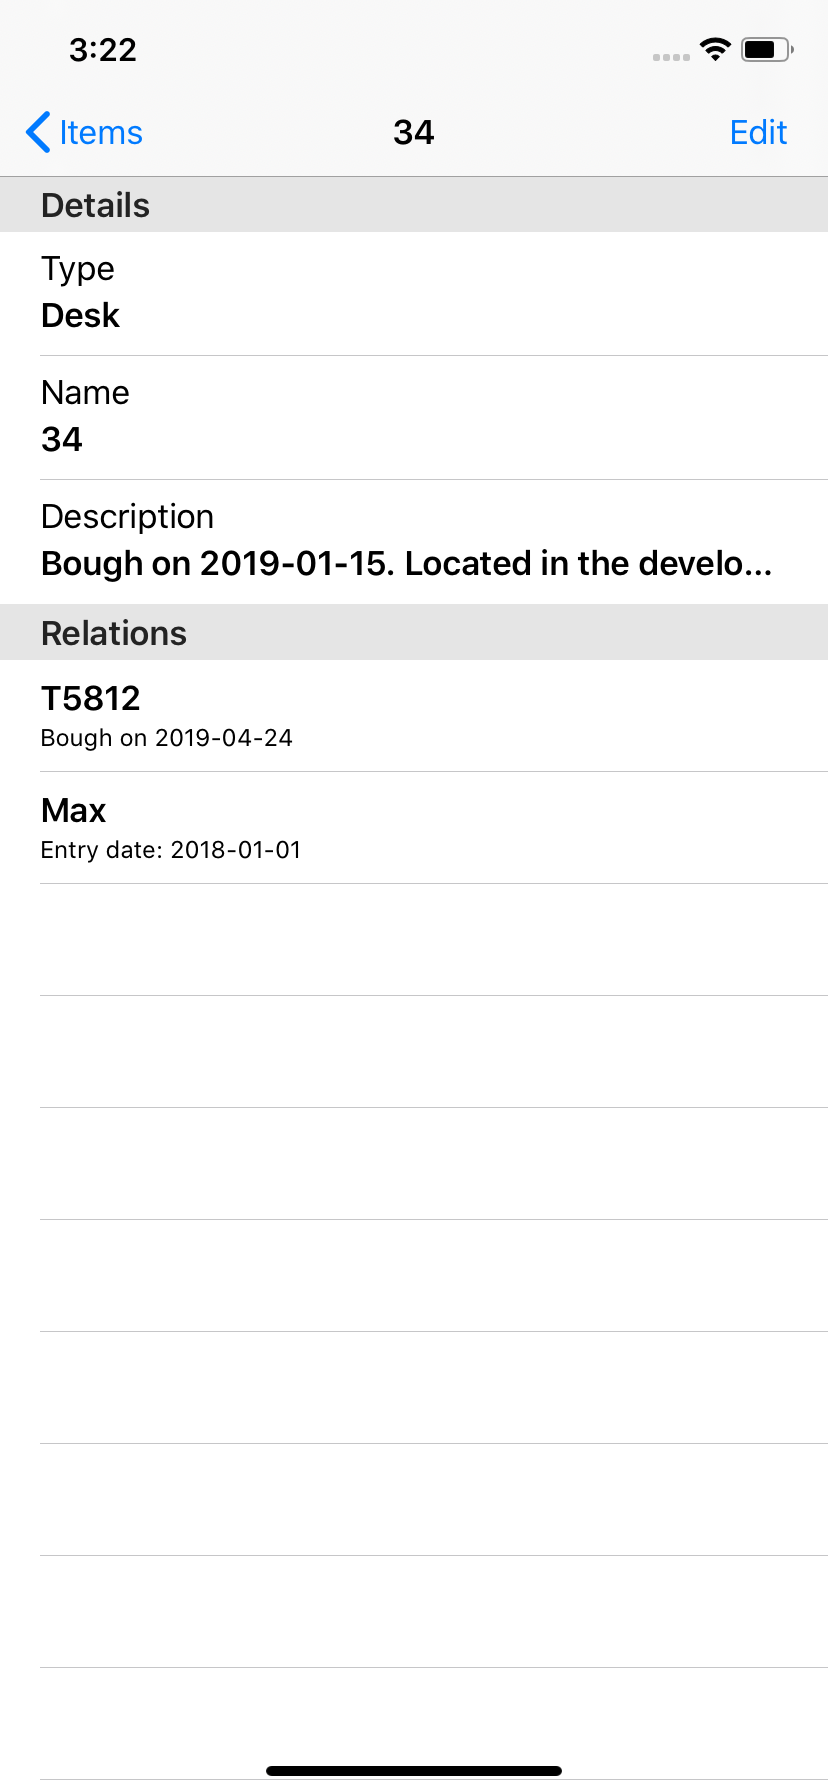 3:22
Items 34 Edit
Details
Type
Desk
Name
34
Description
Bough on 2019-01-15. Located in the develo...
Relations
T5812
Bough on 2019-04-24
Max
Entry date: 2018-01-01